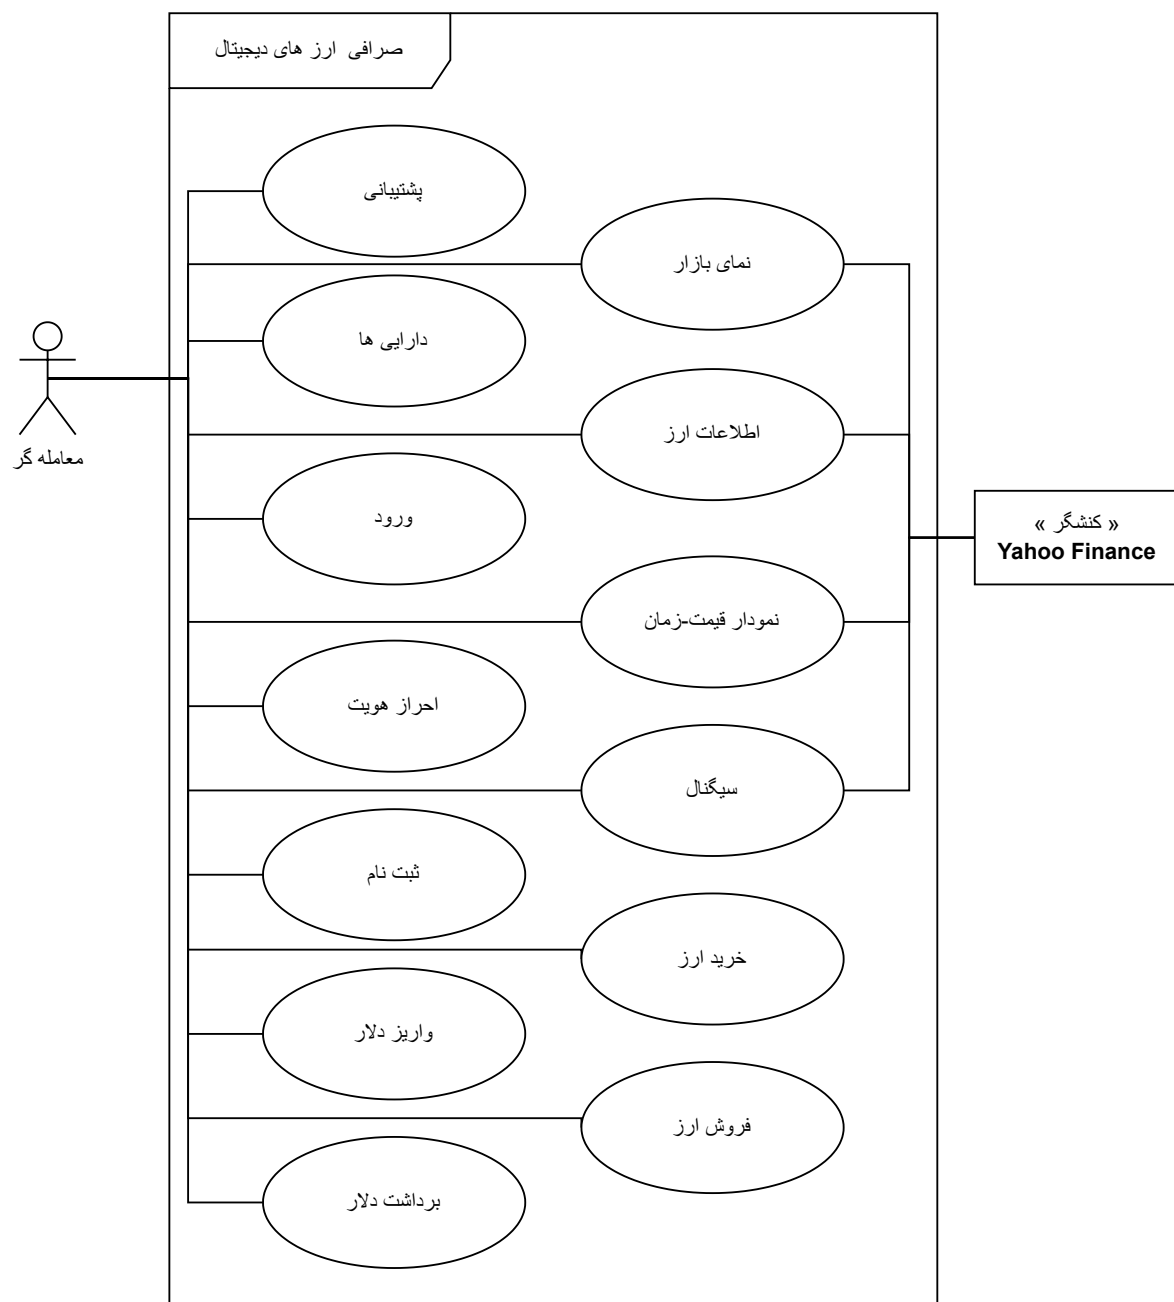 صرافی ارز های دیجیتال
پشتیبانی
نمای بازار
دارایی ها
اطلاعات ارز
معامله گر
ورود
« کنشگر »
Yahoo Finance
نمودار قیمت-زمان
احراز هویت
سیگنال
ثبت نام
خرید ارز
واریز دلار
فروش ارز
برداشت دلار